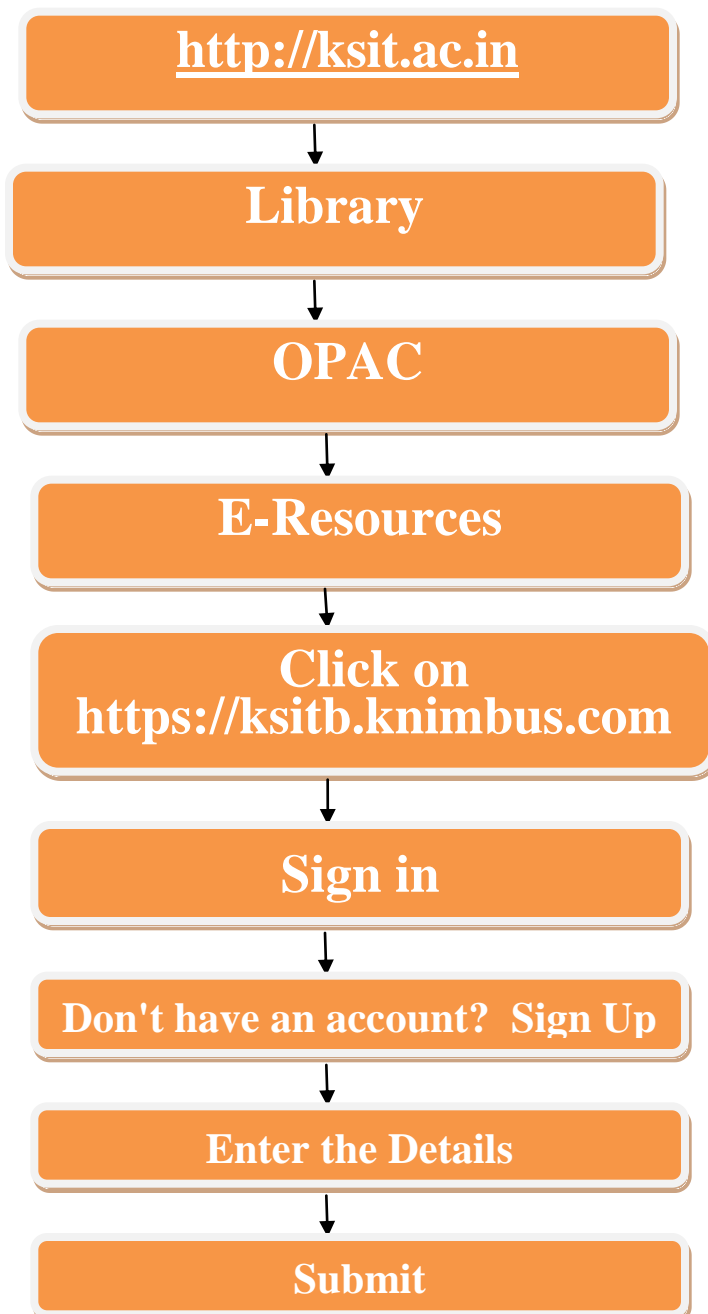 http://ksit.ac.in
Library
OPAC
E-Resources
Click on
https://ksitb.knimbus.com
Sign in
Don't have an account?  Sign Up
Enter the Details
Submit